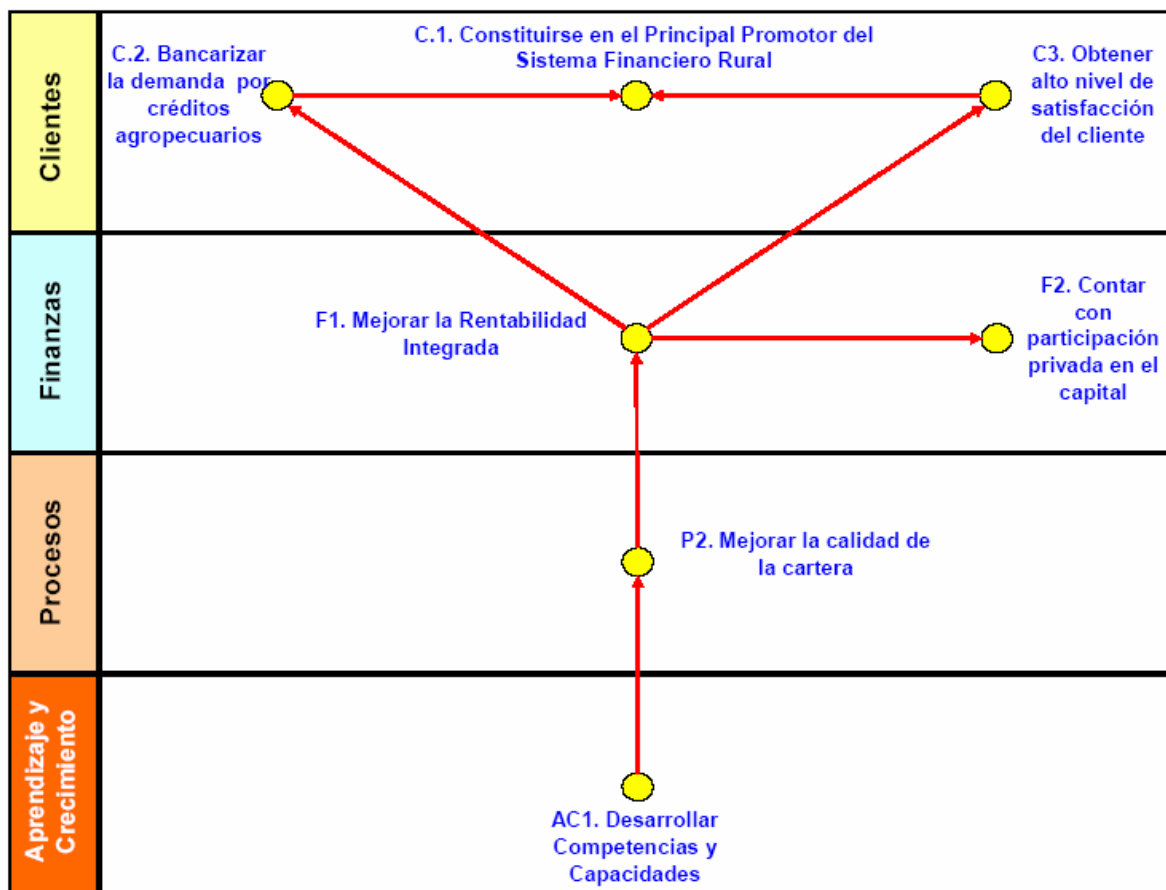 Clientes
C.2. Bancarizar
la demanda por
créditos
agropecuarios
C.1. Constituirse en el Principal Promotor del
Sistema Financiero Rural
C3. Obtener
alto nivel de
satisfacción
del cliente
Finanzas
F1. Mejorar la Rentabilidad
Integrada
F2. Contar
con
participación
privada en el
capital
Procesos
P2. Mejorar la calidad de
la cartera
Aprendizaje y
Crecimiento
AC1. Desarrollar
Competencias y
Capacidades